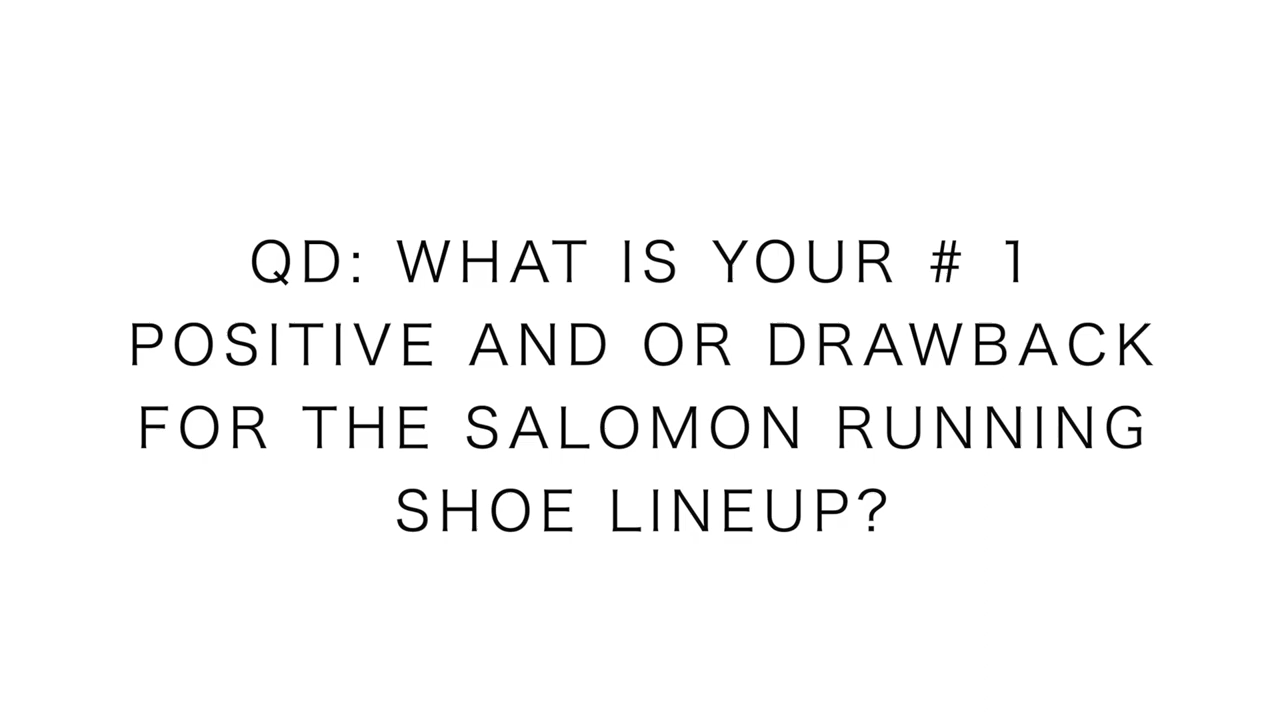 QD: WHAT IS YOUR # 1
POSITIVE AND OR DRAWBACK
FOR THE SALOMON RUNNING
SHOE LINEUP?